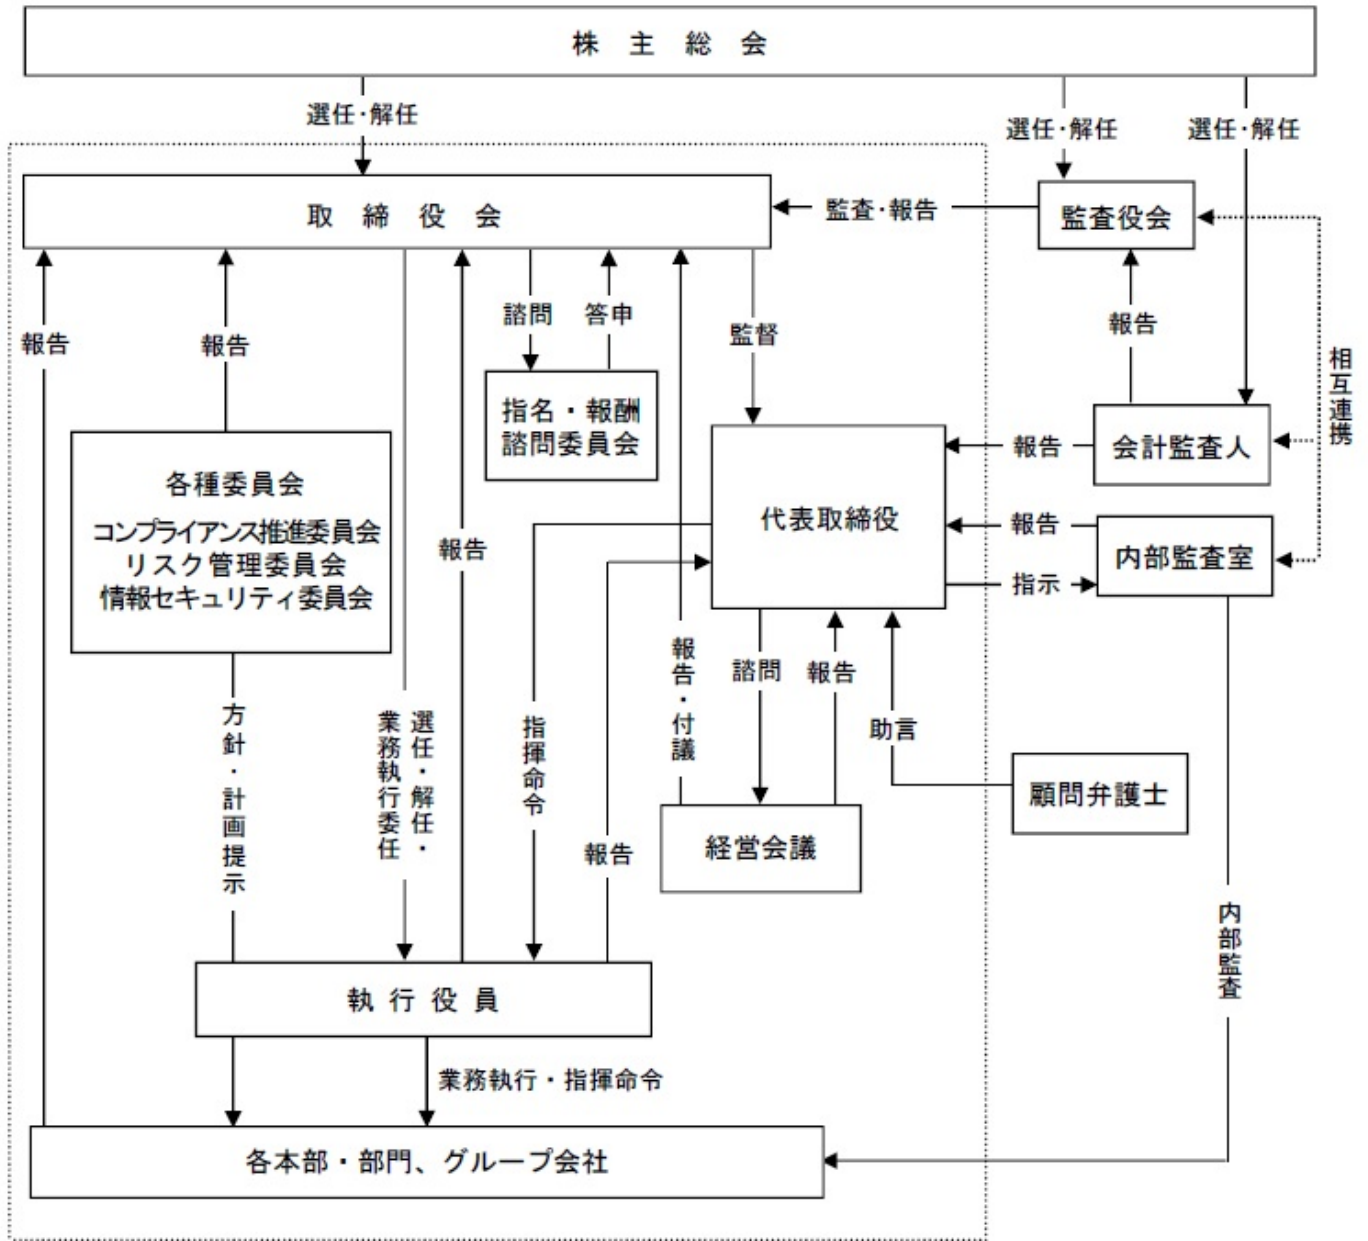 株主総会
選任・解任
選任・解任
選任・解任
取締役会
監査・報告
監査役会
報告
報告
諮問
答申
監督
報告
相互連携
指名・報酬
諮問委員会
各種委員会
コンプライアンス推進委員会
リスク管理委員会
情報セキュリティ委員会
報告
代表取締役
報告
会計監査人
報告
指示
内部監査室
方針・計画提示
選任・解任・
業務執行委任
指揮命令
報告
報告・付議
諮問
報告
助言
顧問弁護士
経営会議
内部監査
執行役員
業務執行・指揮命令
各本部・部門、グループ会社